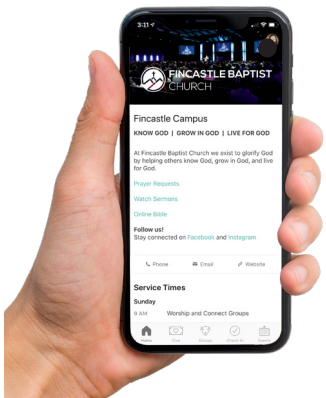 3:11
FINCASTLE BAPTIST
CHURCH
Fincastle Campus
KNOW GOD | GROW IN GOD | LIVE FOR GOD
At Fincastle Baptist Church we exist to glorify God
by helping others know God, grow in God, and live
for God.
Prayer Requests
Watch Sermons
Online Bible
Follow us!
Stay connected on Facebook and Instagram
Phone Email Website
Service Times
Sunday
9 AM Worship and Connect Groups
Home Give Groups Check In Events